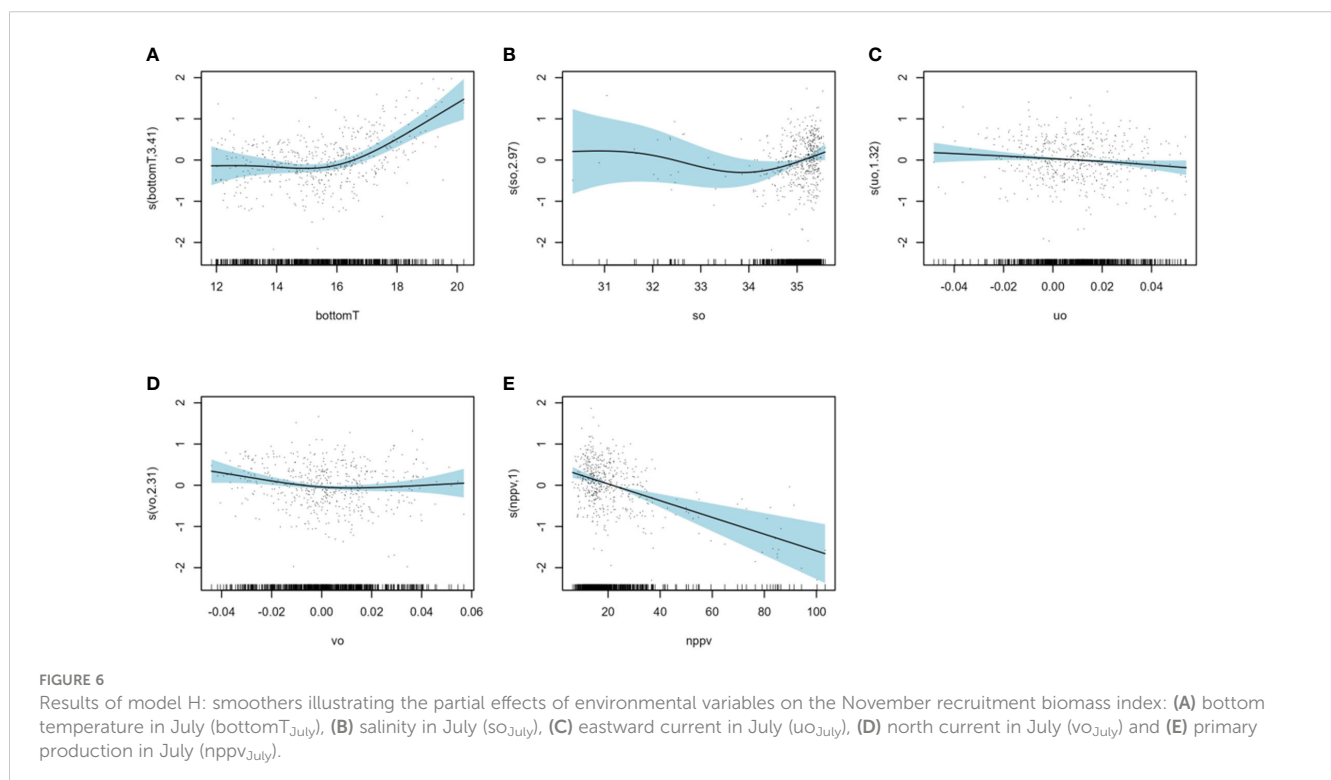 A
B
C
2
1
0
-1
-2
s(bottomT,3.41)
12
14
16
18
20
bottomT
2
1
0
-1
-2
s(so,2.97)
31
32
33
34
35
so
2
1
0
-1
-2
s(uo,1.32)
-0.04
-0.02
0.00
0.02
0.04
uo
D
E
2
1
0
-1
-2
s(vo,2.31)
-0.04
-0.02
0.00
0.02
0.04
0.06
vo
2
1
0
-1
-2
s(nppv,1)
20
40
60
80
100
nppv
FIGURE 6
Results of model H: smoothers illustrating the partial effects of environmental variables on the November recruitment biomass index: (A) bottom
temperature in July (bottomT_July), (B) salinity in July (so_July), (C) eastward current in July (uo_July), (D) north current in July (vo_July) and (E) primary
production in July (nppv_July).